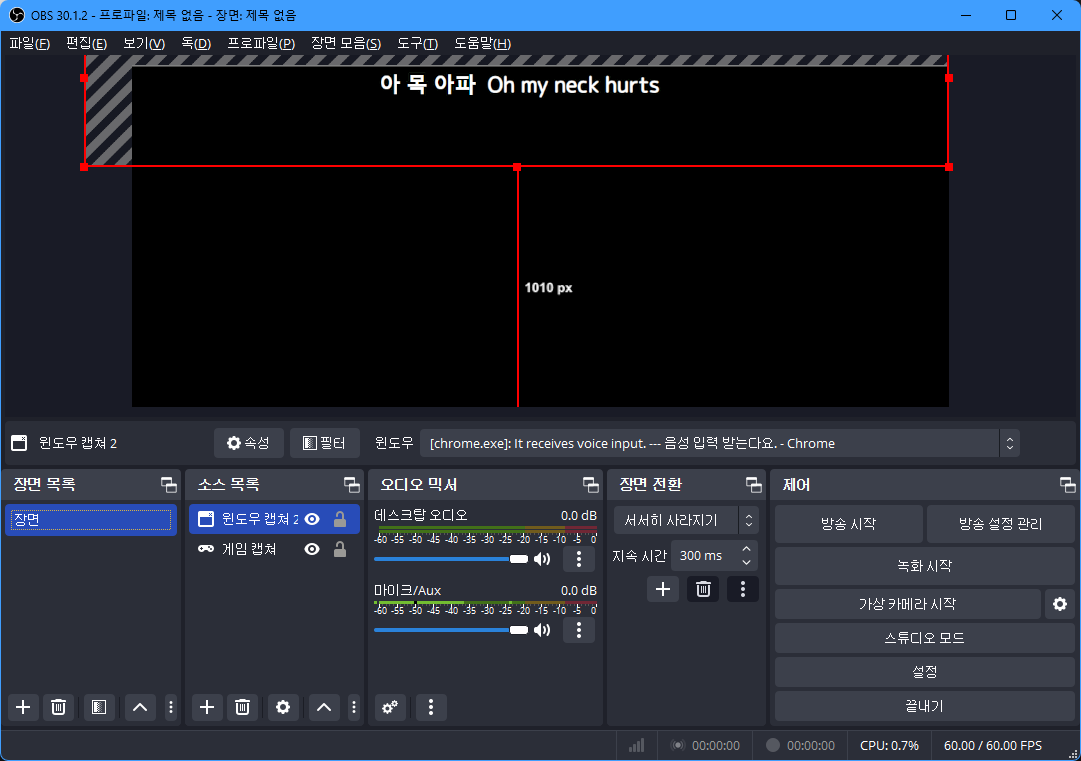 OBS 30.1.2 - 프로파일: 제목 없음 - 장면: 제목 없음
파일(F) 편집(E) 보기(V) 독(D) 프로파일(P) 장면 모음(S) 도구(T) 도움말(H)
아 목 아파 Oh my neck hurts
1010 px
윈도우 캡쳐 2 속성 필터 윈도우 [chrome.exe]: It receives voice input. --- 음성 입력 받는다요. - Chrome
장면 목록
장면
소스 목록
윈도우 캡쳐 2
게임 캡쳐
오디오 믹서
데스크탑 오디오 0.0 dB
-60 -55 -50 -45 -40 -35 -30 -25 -20 -15 -10 -5 0
마이크/Aux 0.0 dB
-60 -55 -50 -45 -40 -35 -30 -25 -20 -15 -10 -5 0
장면 전환
서서히 사라지기
지속 시간 300 ms
제어
방송 시작 방송 설정 관리
녹화 시작
가상 카메라 시작
스튜디오 모드
설정
끝내기
00:00:00 00:00:00 CPU: 0.7% 60.00 / 60.00 FPS